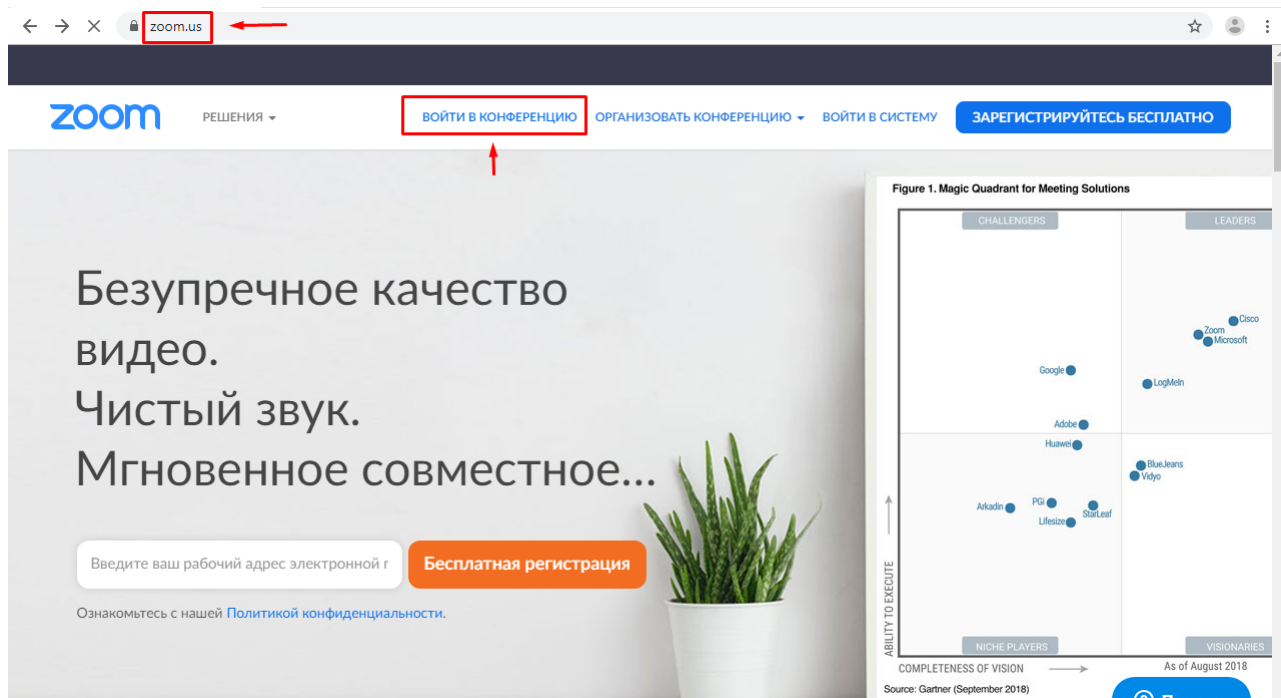 zoom.us
zoom
РЕШЕНИЯ
ВОЙТИ В КОНФЕРЕНЦИЮ
ОРГАНИЗОВАТЬ КОНФЕРЕНЦИЮ
ВОЙТИ В СИСТЕМУ
ЗАРЕГИСТРИРУЙТЕСЬ БЕСПЛАТНО
Безупречное качество
видео.
Чистый звук.
Мгновенное совместное...
Введите ваш рабочий адрес электронной
Бесплатная регистрация
Ознакомьтесь с нашей Политикой конфиденциальности.
Figure 1. Magic Quadrant for Meeting Solutions
CHALLENGERS
LEADERS
Cisco
Zoom
Microsoft
Google
LogMeIn
Adobe
Huawei
BlueJeans
Vidyo
Arkadin
PGi
StarLeaf
Lifesize
ABILITY TO EXECUTE
NICHE PLAYERS
VISIONARIES
COMPLETENESS OF VISION
As of August 2018
Source: Gartner (September 2018)